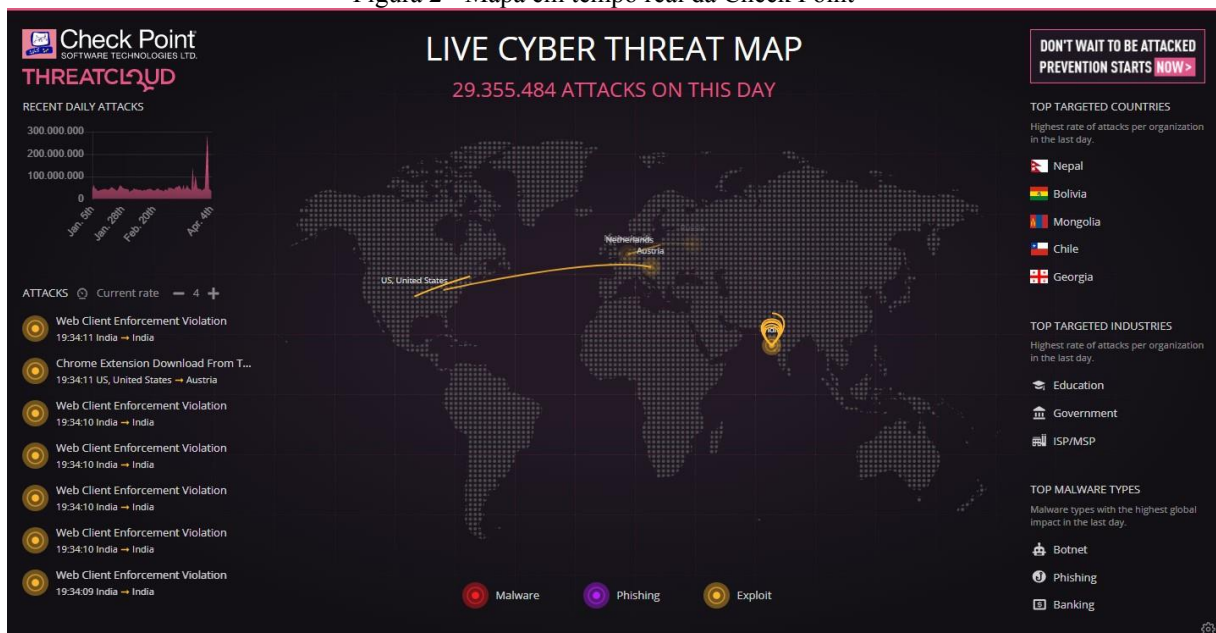 Figura 2 - Mapa em tempo real da Check Point
Check Point
SOFTWARE TECHNOLOGIES LTD.
THREATCLOUD
LIVE CYBER THREAT MAP
29.355.484 ATTACKS ON THIS DAY
DON'T WAIT TO BE ATTACKED
PREVENTION STARTS NOW >
RECENT DAILY ATTACKS
300.000.000
200.000.000
100.000.000
0
Jan. 5th
Jan. 28th
Feb. 20th
Apr. 4th
ATTACKS Current rate − 4 +
Web Client Enforcement Violation
19:34:11 India → India
Chrome Extension Download From T...
19:34:11 US, United States → Austria
Web Client Enforcement Violation
19:34:10 India → India
Web Client Enforcement Violation
19:34:10 India → India
Web Client Enforcement Violation
19:34:10 India → India
Web Client Enforcement Violation
19:34:10 India → India
Web Client Enforcement Violation
19:34:09 India → India
Netherlands
Austria
US, United States
Malware
Phishing
Exploit
TOP TARGETED COUNTRIES
Highest rate of attacks per organization
in the last day.
Nepal
Bolivia
Mongolia
Chile
Georgia
TOP TARGETED INDUSTRIES
Highest rate of attacks per organization
in the last day.
Education
Government
ISP/MSP
TOP MALWARE TYPES
Malware types with the highest global
impact in the last day.
Botnet
Phishing
Banking